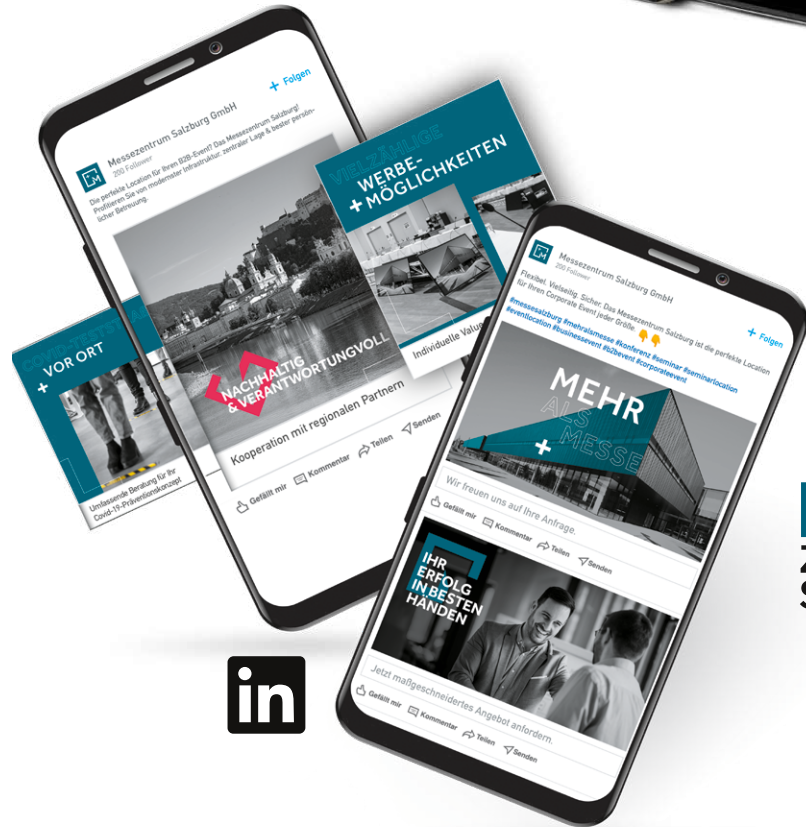 Messezentrum Salzburg GmbH
200 Follower
+ Folgen
Die perfekte Location für Ihren B2B-Event? Das Messezentrum Salzburg!
Profitieren Sie von modernster Infrastruktur, zentraler Lage & bester persön-
licher Betreuung.
NACHHALTIG
& VERANTWORTUNGVOLL
Kooperation mit regionalen Partnern
Gefällt mir Kommentar Teilen Senden
VOR ORT
+
Umfassende Beratung für Ihr
Covid-19-Präventionskonzept
VIELZÄHLIGE
WERBE-
+ MÖGLICHKEITEN
Individuelle Value
Messezentrum Salzburg GmbH
200 Follower
+ Folgen
Flexibel. Vielseitig. Sicher. Das Messezentrum Salzburg ist die perfekte Location
für Ihren Corporate Event jeder Größe. 👇👇
#messesalzburg #mehralsmesse #konferenz #seminar #seminarlocation
#eventlocation #businessevent #b2bevent #corporateevent
MEHR
ALS
MESSE
+
Wir freuen uns auf Ihre Anfrage.
Gefällt mir Kommentar Teilen Senden
IHR
ERFOLG
IN BESTEN
HÄNDEN
Jetzt maßgeschneidertes Angebot anfordern.
Gefällt mir Kommentar Teilen Senden
in